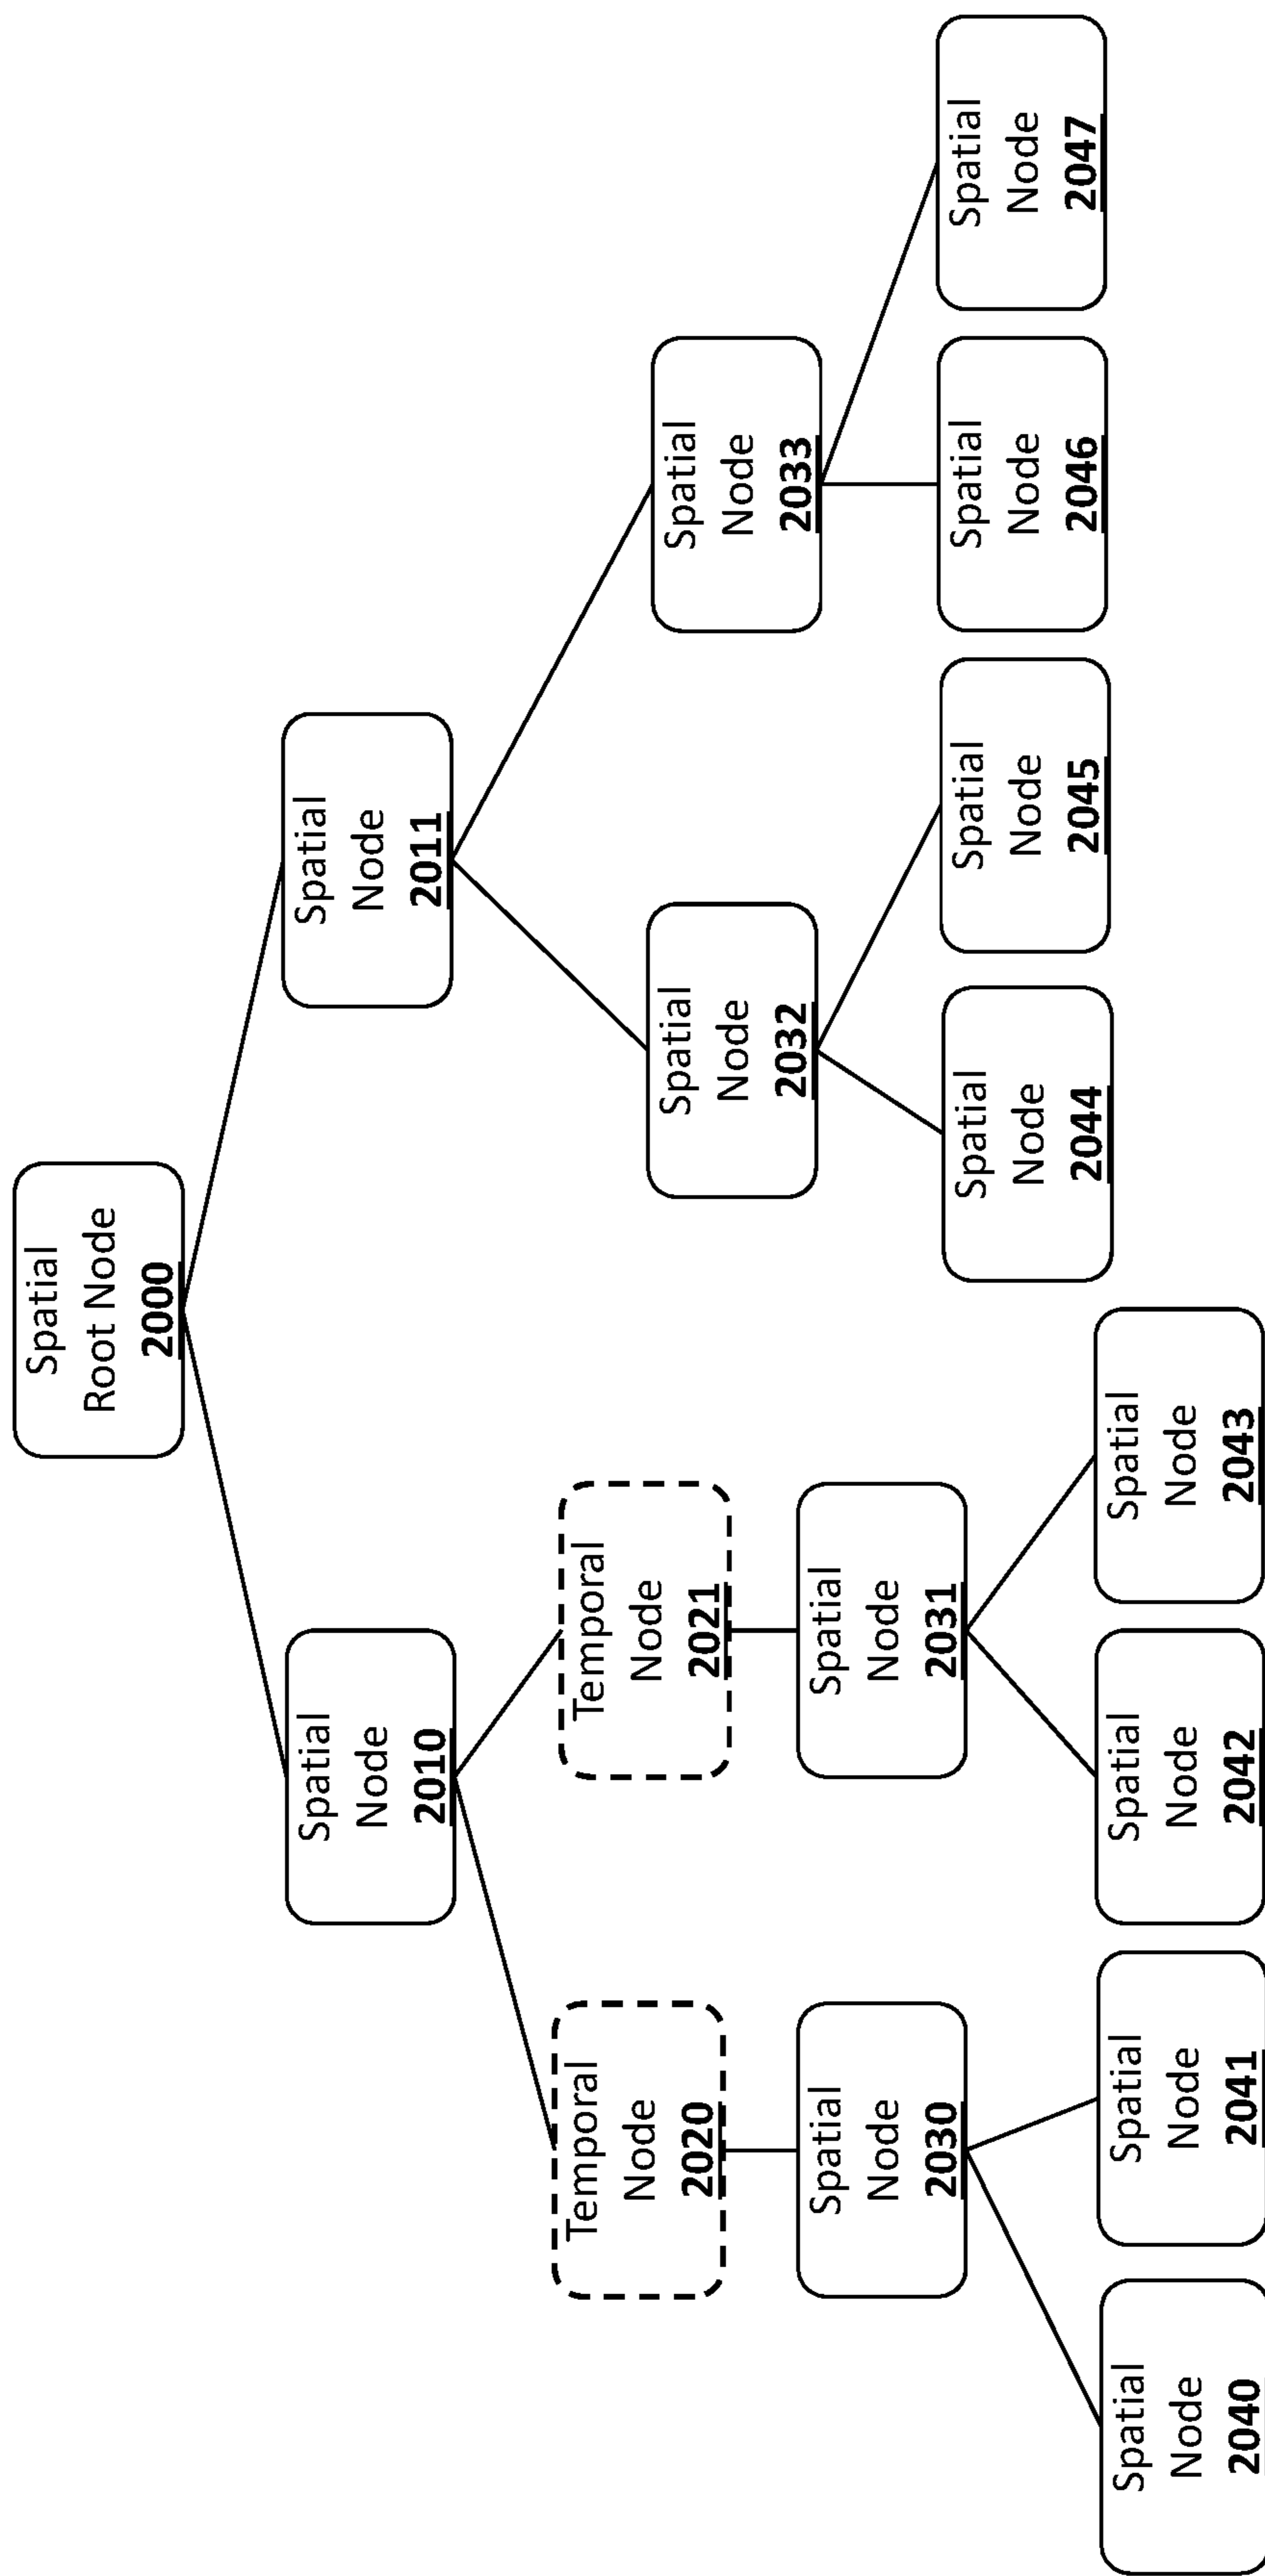 Spatial
Root Node
2000
Spatial
Node
2010
Spatial
Node
2011
Temporal
Node
2020
Temporal
Node
2021
Spatial
Node
2030
Spatial
Node
2031
Spatial
Node
2032
Spatial
Node
2033
Spatial
Node
2040
Spatial
Node
2041
Spatial
Node
2042
Spatial
Node
2043
Spatial
Node
2044
Spatial
Node
2045
Spatial
Node
2046
Spatial
Node
2047